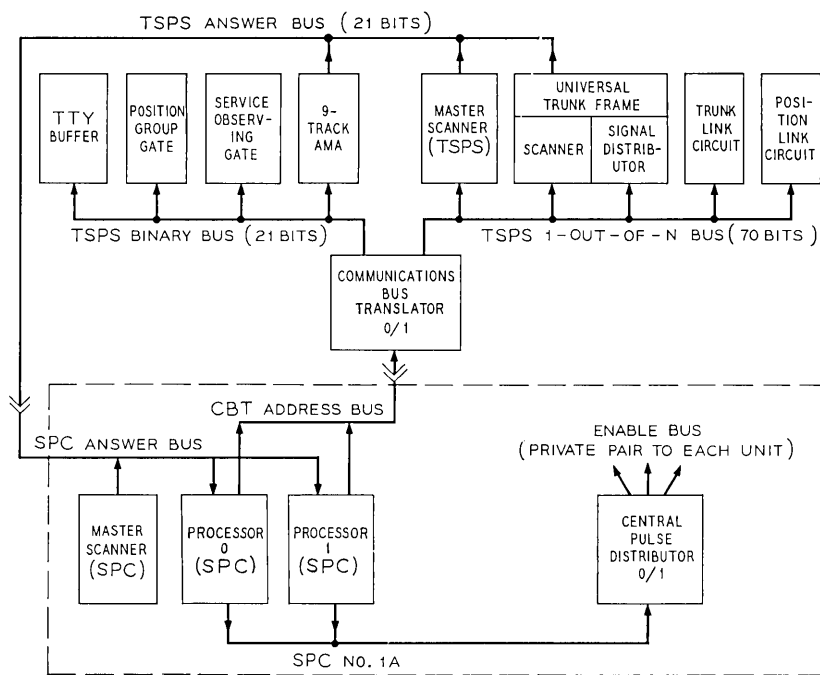 TSPS ANSWER BUS (21 BITS)
TTY
BUFFER
POSITION
GROUP
GATE
SERVICE
OBSERV-
ING
GATE
9-
TRACK
AMA
MASTER
SCANNER
(TSPS)
UNIVERSAL
TRUNK FRAME
SCANNER
SIGNAL
DISTRIB-
UTOR
TRUNK
LINK
CIRCUIT
POSITION
LINK
CIRCUIT
TSPS BINARY BUS (21 BITS)
TSPS 1-OUT-OF-N BUS (70 BITS)
COMMUNICATIONS
BUS
TRANSLATOR
0/1
CBT ADDRESS BUS
SPC ANSWER BUS
ENABLE BUS
(PRIVATE PAIR TO EACH UNIT)
MASTER
SCANNER
(SPC)
PROCESSOR
0
(SPC)
PROCESSOR
1
(SPC)
CENTRAL
PULSE
DISTRIBUTOR
0/1
SPC NO. 1A